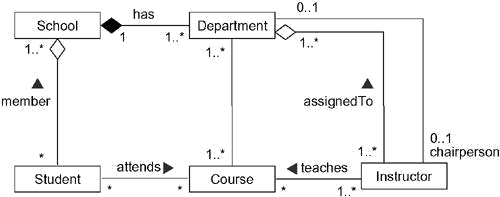 has
0..1
School
Department
1..*
1
1..*
1..*
1..*
member
assignedTo
0..1
chairperson
*
attends
1..*
teaches
1..*
Student
Course
Instructor
*
*
*
1..*